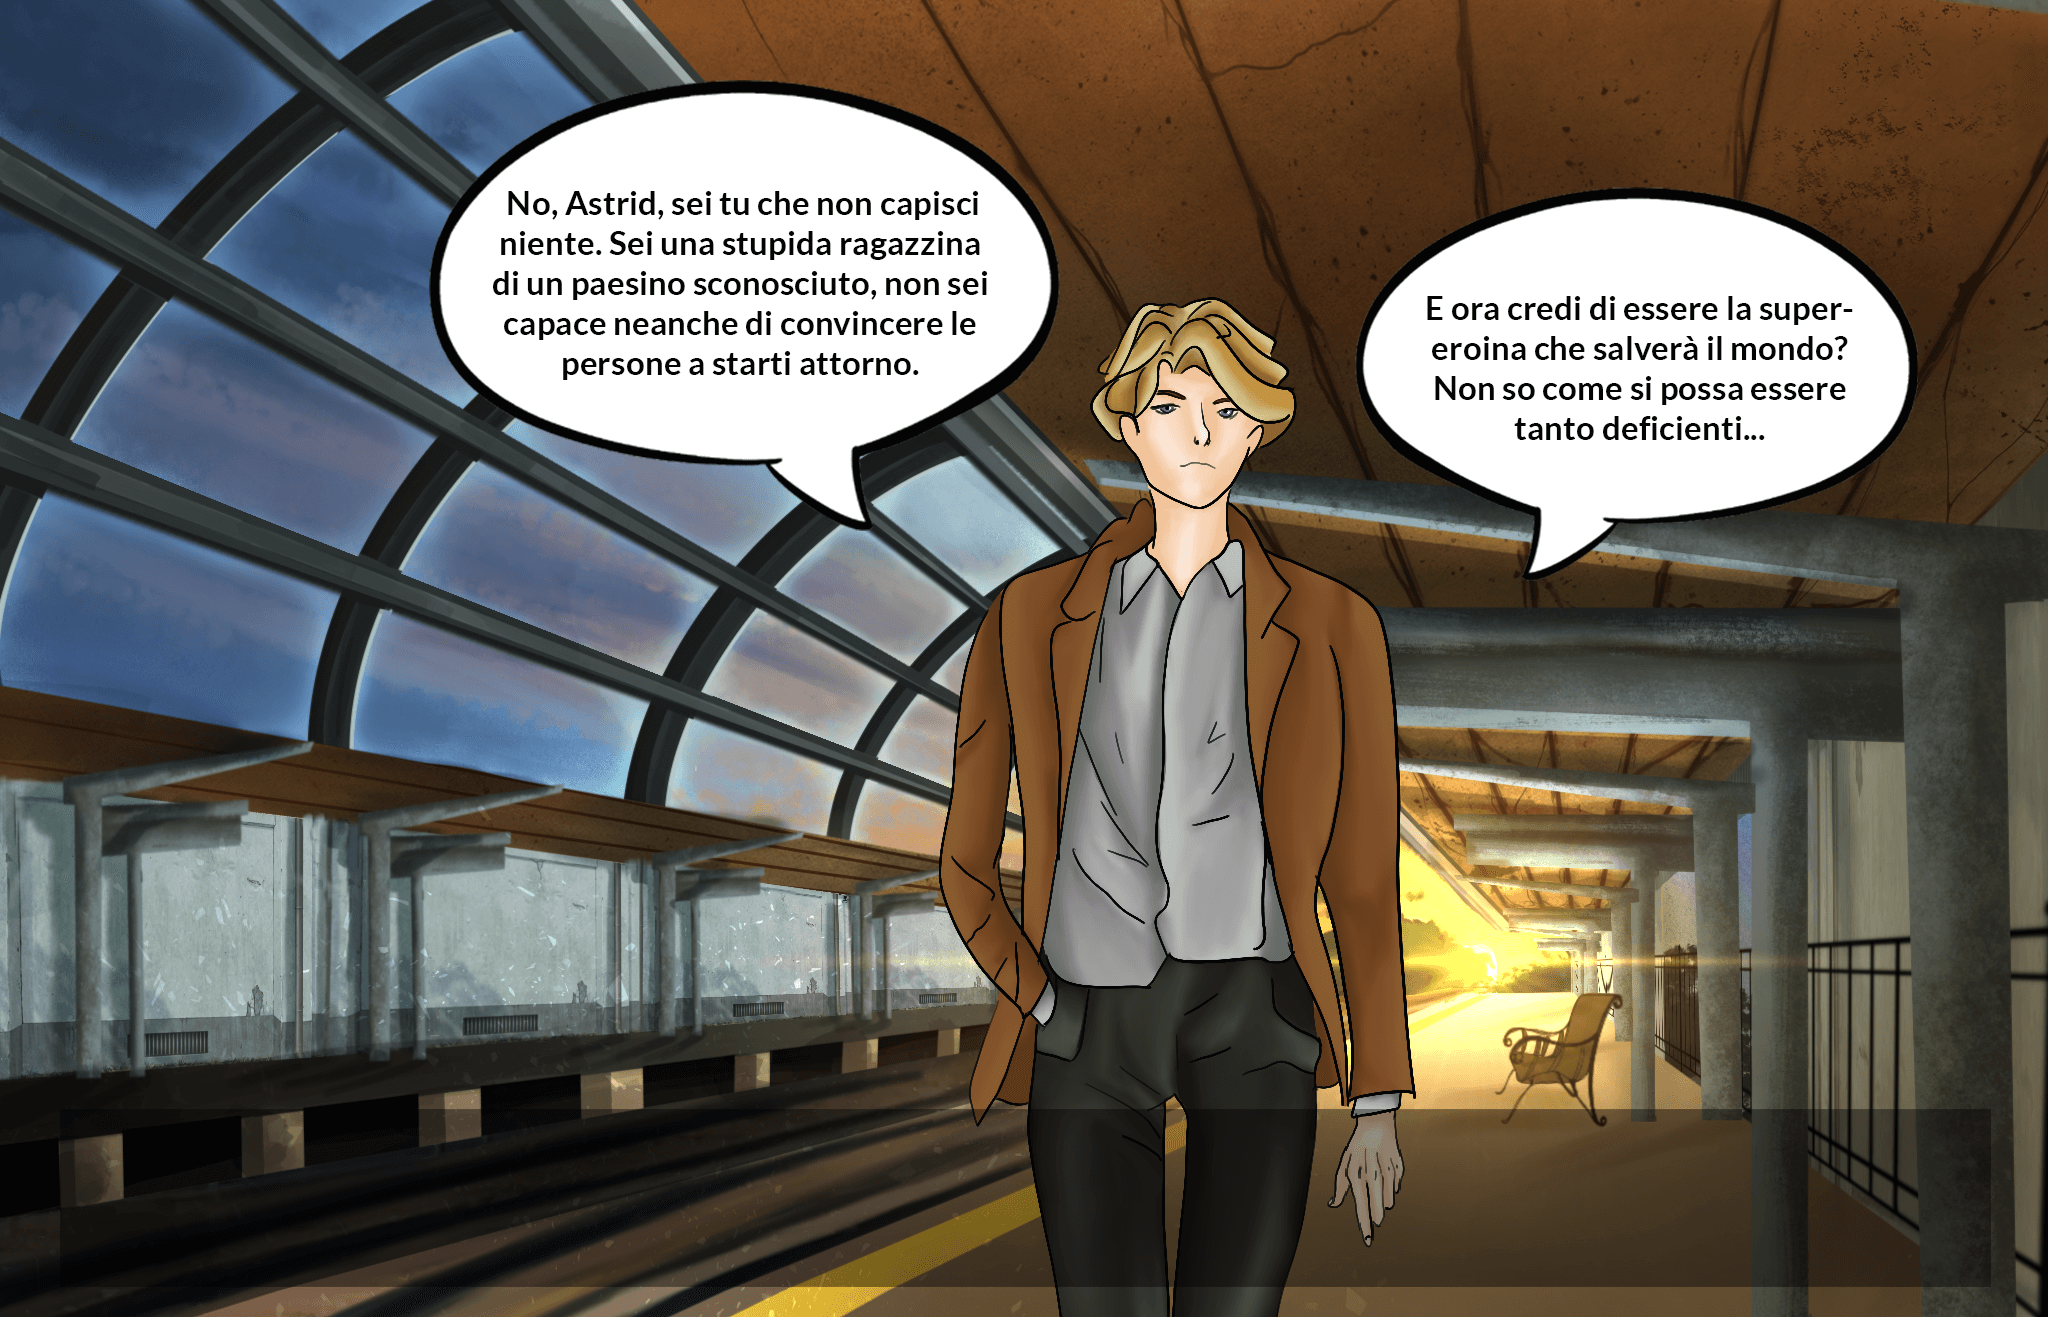 No, Astrid, sei tu che non capisci
niente. Sei una stupida ragazzina
di un paesino sconosciuto, non sei
capace neanche di convincere le
persone a starti attorno.
E ora credi di essere la super-
eroina che salverà il mondo?
Non so come si possa essere
tanto deficienti...